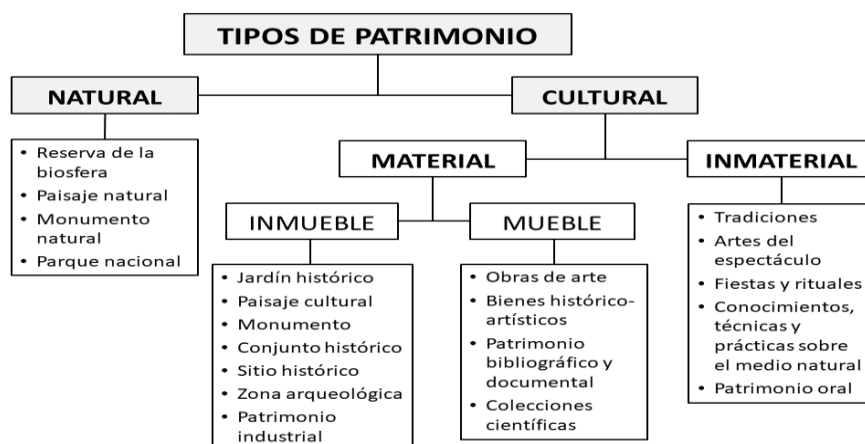 TIPOS DE PATRIMONIO
NATURAL
CULTURAL
• Reserva de la
biosfera
• Paisaje natural
• Monumento
natural
• Parque nacional
MATERIAL
INMATERIAL
INMUEBLE
MUEBLE
• Jardín histórico
• Paisaje cultural
• Monumento
• Conjunto histórico
• Sitio histórico
• Zona arqueológica
• Patrimonio
industrial
• Obras de arte
• Bienes histórico-
artísticos
• Patrimonio
bibliográfico y
documental
• Colecciones
científicas
• Tradiciones
• Artes del
espectáculo
• Fiestas y rituales
• Conocimientos,
técnicas y
prácticas sobre
el medio natural
• Patrimonio oral